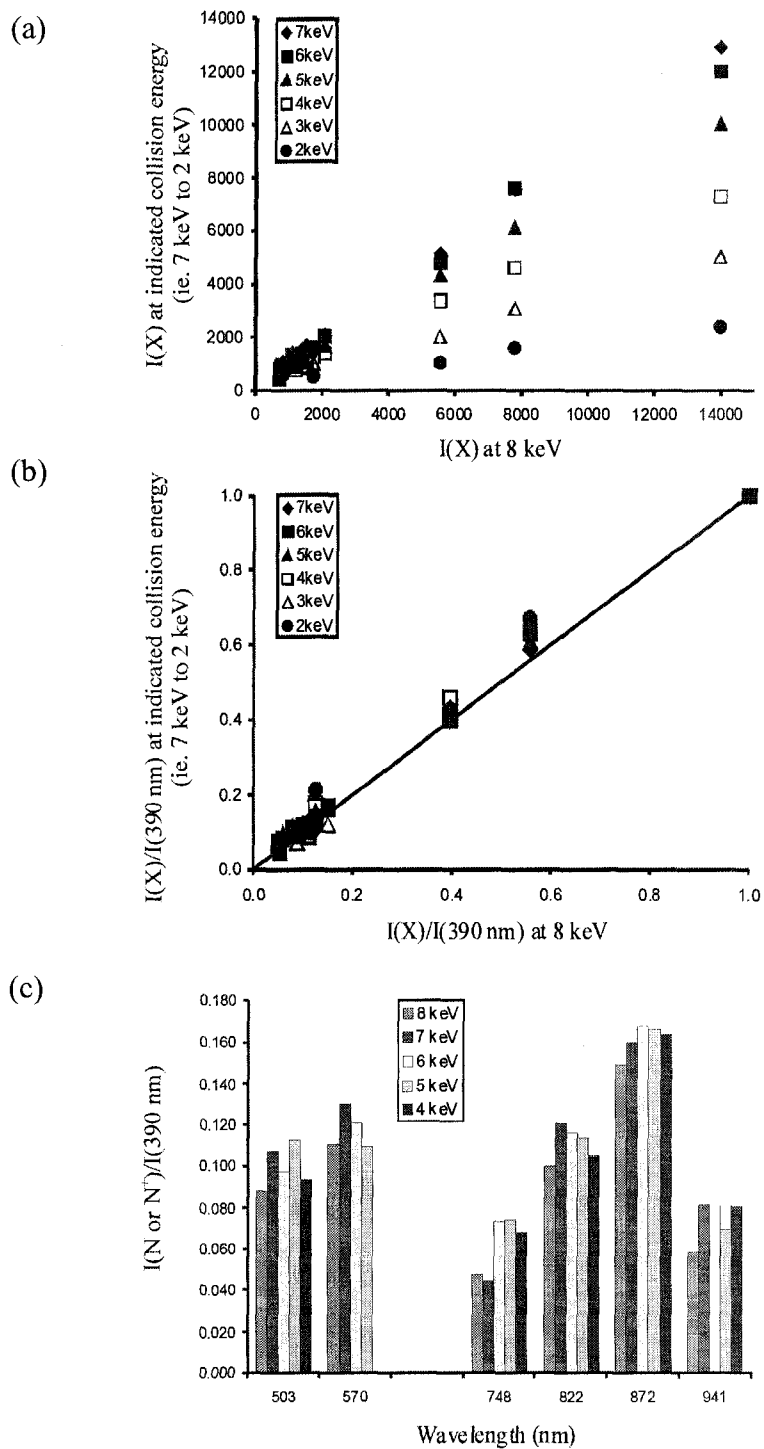 (a)
I(X) at indicated collision energy
(ie. 7 keV to 2 keV)
14000
12000
10000
8000
6000
4000
2000
0
7keV
6keV
5keV
4keV
3keV
2keV
0 2000 4000 6000 8000 10000 12000 14000
I(X) at 8 keV
(b)
I(X)/I(390 nm) at indicated collision energy
(ie. 7 keV to 2 keV)
1.0
0.8
0.6
0.4
0.2
0.0
7keV
6keV
5keV
4keV
3keV
2keV
0.0 0.2 0.4 0.6 0.8 1.0
I(X)/I(390 nm) at 8 keV
(c)
I(N or N⁺)/I(390 nm)
0.180
0.160
0.140
0.120
0.100
0.080
0.060
0.040
0.020
0.000
8 keV
7 keV
6 keV
5 keV
4 keV
503 570 748 822 872 941
Wavelength (nm)